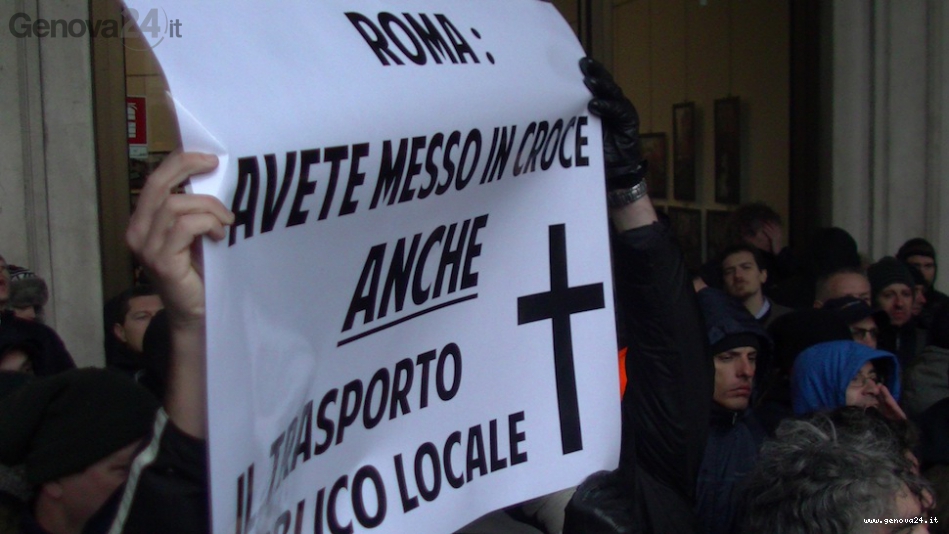 Genova24.it
ROMA:
AVETE MESSO IN CROCE
ANCHE
IL TRASPORTO
LOCALE
www.genova24.it